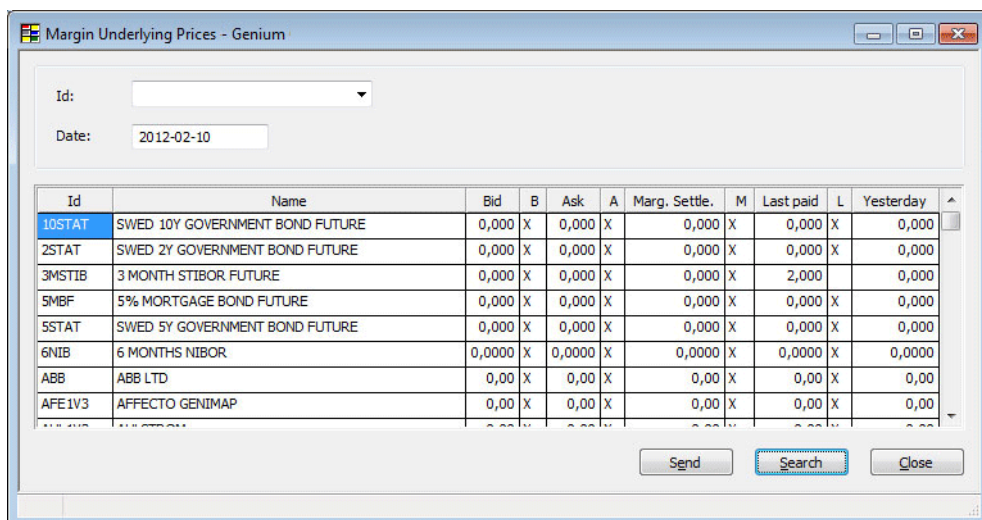 Margin Underlying Prices - Genium
Id:
Date: 2012-02-10
Id Name Bid B Ask A Marg. Settle. M Last paid L Yesterday
10STAT SWED 10Y GOVERNMENT BOND FUTURE 0,000 X 0,000 X 0,000 X 0,000 X 0,000
2STAT SWED 2Y GOVERNMENT BOND FUTURE 0,000 X 0,000 X 0,000 X 0,000 X 0,000
3MSTIB 3 MONTH STIBOR FUTURE 0,000 X 0,000 X 0,000 X 2,000 0,000
5MBF 5% MORTGAGE BOND FUTURE 0,000 X 0,000 X 0,000 X 0,000 X 0,000
5STAT SWED 5Y GOVERNMENT BOND FUTURE 0,000 X 0,000 X 0,000 X 0,000 X 0,000
6NIB 6 MONTHS NIBOR 0,0000 X 0,0000 X 0,0000 X 0,0000 X 0,0000
ABB ABB LTD 0,00 X 0,00 X 0,00 X 0,00 X 0,00
AFE1V3 AFFECTO GENIMAP 0,00 X 0,00 X 0,00 X 0,00 X 0,00
Send Search Close